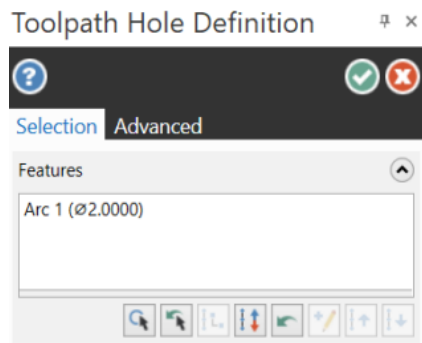 Toolpath Hole Definition
Selection Advanced
Features
Arc 1 (⌀2.0000)